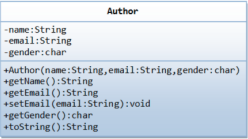 Author
-name:String
-email:String
-gender:char
+Author(name:String,email:String,gender:char)
+getName():String
+getEmail():String
+setEmail(email:String):void
+getGender():char
+toString():String